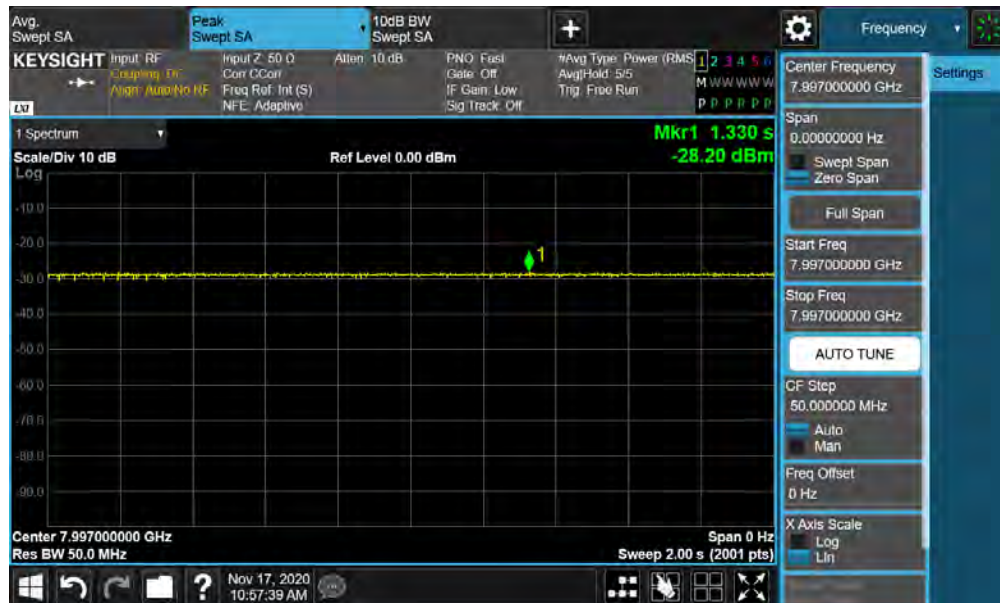 Avg.
Swept SA
Peak
Swept SA
10dB BW
Swept SA
+
Frequency
KEYSIGHT
Input: RF
Coupling: DC
Align: Auto/No NF
Input Z: 50 Ω
Corr CCorr
Freq Ref: Int (S)
NFE: Adaptive
Atten: 10 dB
PNO: Fast
Gate: Off
IF Gain: Low
Sig Track: Off
#Avg Type: Power (RMS
Avg|Hold: 5/5
Trig: Free Run
1 2 3 4 5 6
M W W W W W
P P P P P P
LXI
1 Spectrum
Scale/Div 10 dB
Ref Level 0.00 dBm
Mkr1 1.330 s
-28.20 dBm
Log
-10.0
-20.0
-30.0
-40.0
-50.0
-60.0
-70.0
-80.0
-90.0
1
Center 7.997000000 GHz
Res BW 50.0 MHz
Span 0 Hz
Sweep 2.00 s (2001 pts)
Center Frequency
7.997000000 GHz
Settings
Span
0.00000000 Hz
Swept Span
Zero Span
Full Span
Start Freq
7.997000000 GHz
Stop Freq
7.997000000 GHz
AUTO TUNE
CF Step
50.000000 MHz
Auto
Man
Freq Offset
0 Hz
X Axis Scale
Log
Lin
?
Nov 17, 2020
10:57:39 AM